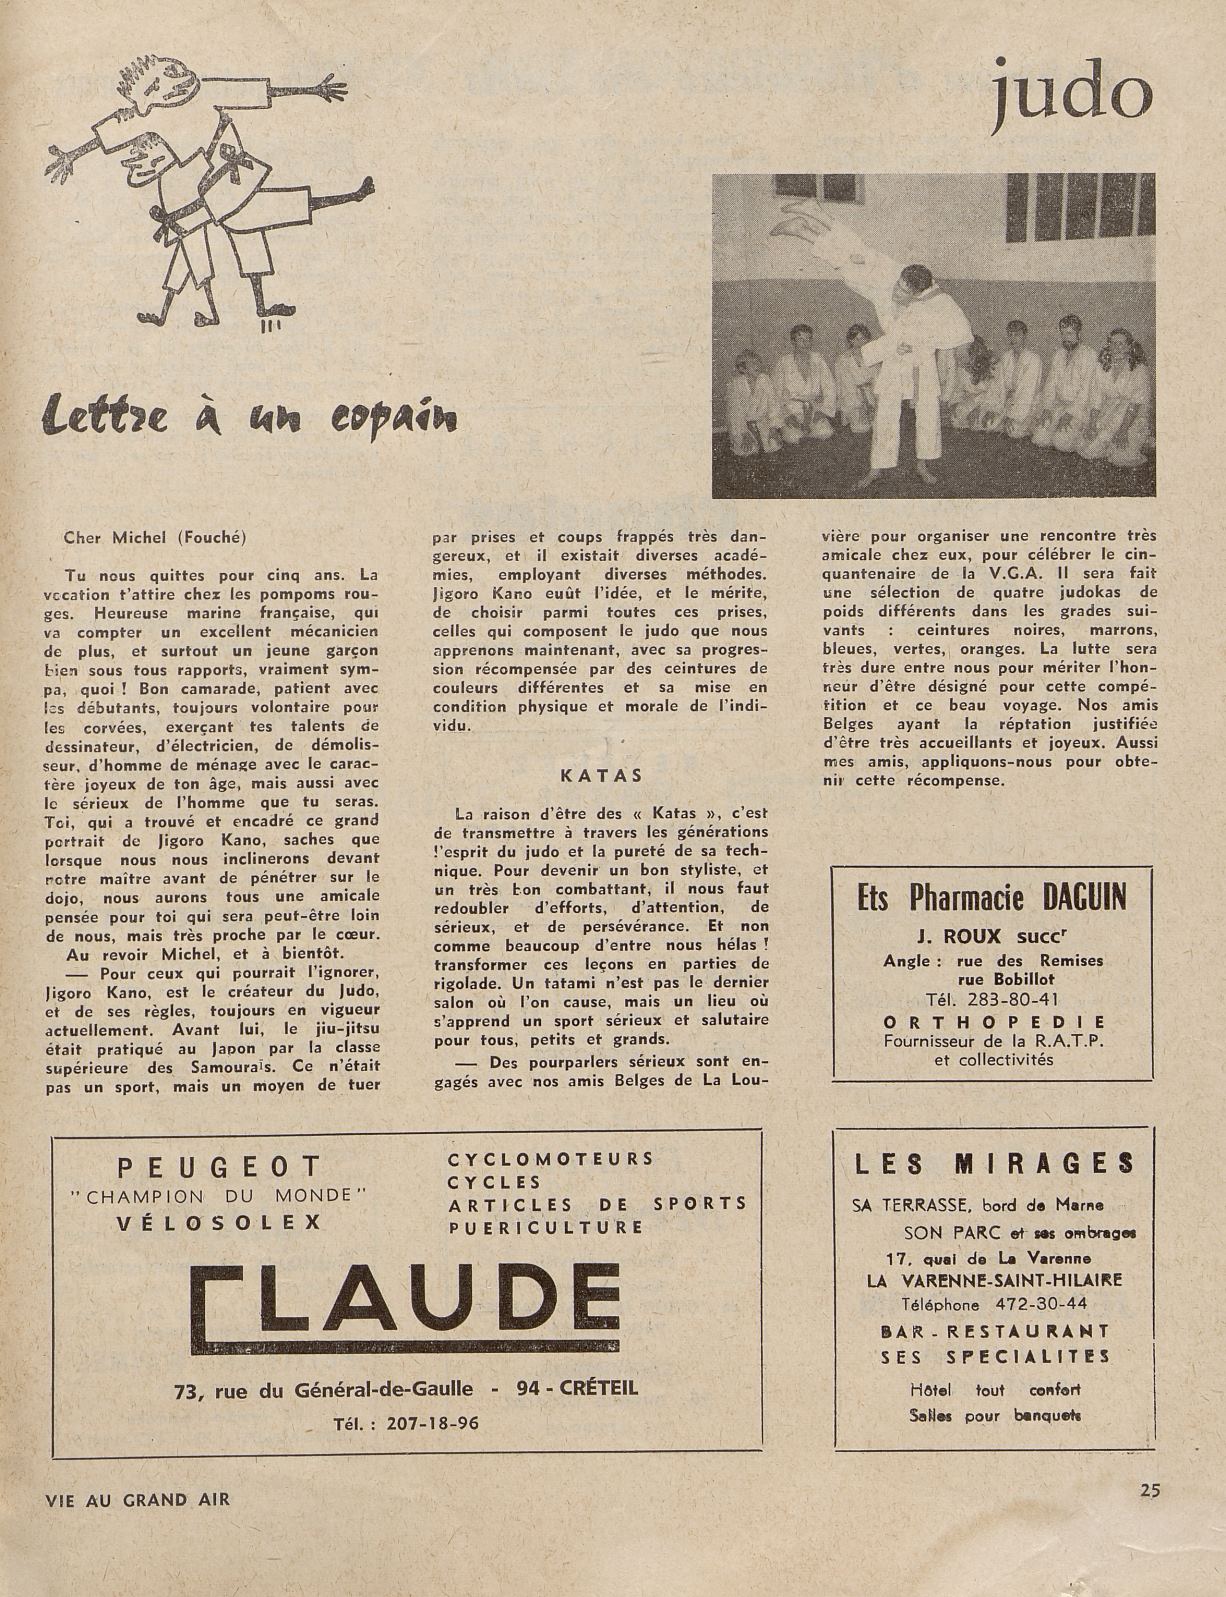 judo
Lettre à un copain
Cher Michel (Fouché)
Tu nous quittes pour cinq ans. La
vocation t'attire chez les pompoms rou-
ges. Heureuse marine française, qui
va compter un excellent mécanicien
de plus, et surtout un jeune garçon
bien sous tous rapports, vraiment sym-
pa, quoi ! Bon camarade, patient avec
les débutants, toujours volontaire pour
les corvées, exerçant tes talents de
dessinateur, d'électricien, de démolis-
seur, d'homme de ménage avec le carac-
tère joyeux de ton âge, mais aussi avec
le sérieux de l'homme que tu seras.
Toi, qui a trouvé et encadré ce grand
portrait de Jigoro Kano, saches que
lorsque nous nous inclinerons devant
notre maître avant de pénétrer sur le
dojo, nous aurons tous une amicale
pensée pour toi qui sera peut-être loin
de nous, mais très proche par le cœur.
Au revoir Michel, et à bientôt.
— Pour ceux qui pourrait l'ignorer,
Jigoro Kano, est le créateur du Judo,
et de ses règles, toujours en vigueur
actuellement. Avant lui, le jiu-jitsu
était pratiqué au Japon par la classe
supérieure des Samouraïs. Ce n'était
pas un sport, mais un moyen de tuer
par prises et coups frappés très dan-
gereux, et il existait diverses acadé-
mies, employant diverses méthodes.
Jigoro Kano euût l'idée, et le mérite,
de choisir parmi toutes ces prises,
celles qui composent le judo que nous
apprenons maintenant, avec sa progres-
sion récompensée par des ceintures de
couleurs différentes et sa mise en
condition physique et morale de l'indi-
vidu.
KATAS
La raison d'être des « Katas », c'est
de transmettre à travers les générations
l'esprit du judo et la pureté de sa tech-
nique. Pour devenir un bon styliste, et
un très bon combattant, il nous faut
redoubler d'efforts, d'attention, de
sérieux, et de persévérance. Et non
comme beaucoup d'entre nous hélas !
transformer ces leçons en parties de
rigolade. Un tatami n'est pas le dernier
salon où l'on cause, mais un lieu où
s'apprend un sport sérieux et salutaire
pour tous, petits et grands.
— Des pourparlers sérieux sont en-
gagés avec nos amis Belges de La Lou-
vière pour organiser une rencontre très
amicale chez eux, pour célébrer le cin-
quantenaire de la V.G.A. Il sera fait
une sélection de quatre judokas de
poids différents dans les grades sui-
vants : ceintures noires, marrons,
bleues, vertes, oranges. La lutte sera
très dure entre nous pour mériter l'hon-
neur d'être désigné pour cette compé-
tition et ce beau voyage. Nos amis
Belges ayant la réptation justifiée
d'être très accueillants et joyeux. Aussi
mes amis, appliquons-nous pour obte-
nir cette récompense.
Ets Pharmacie DAGUIN
J. ROUX succr
Angle : rue des Remises
rue Bobillot
Tél. 283-80-41
ORTHOPEDIE
Fournisseur de la R.A.T.P.
et collectivités
PEUGEOT
"CHAMPION DU MONDE"
VÉLOSOLEX
CYCLOMOTEURS
CYCLES
ARTICLES DE SPORTS
PUERICULTURE
CLAUDE
73, rue du Général-de-Gaulle - 94 - CRÉTEIL
Tél. : 207-18-96
LES MIRAGES
SA TERRASSE, bord de Marne
SON PARC et ses ombrages
17, quai de La Varenne
LA VARENNE-SAINT-HILAIRE
Téléphone 472-30-44
BAR - RESTAURANT
SES SPECIALITES
Hôtel tout confort
Salles pour banquets
VIE AU GRAND AIR
25